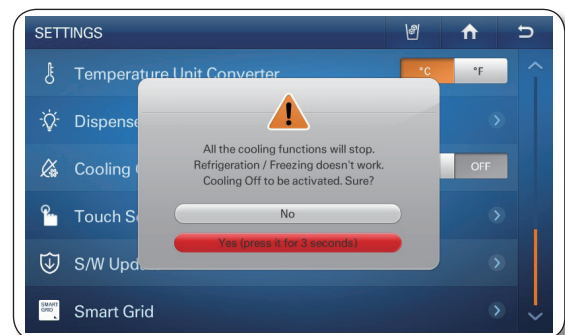 SETTINGS
Temperature Unit Converter
°C
°F
Dispense
All the cooling functions will stop.
Refrigeration / Freezing doesn't work.
Cooling Off to be activated. Sure?
Cooling
OFF
No
Touch S
Yes (press it for 3 seconds)
S/W Upd
SMART GRID
Smart Grid